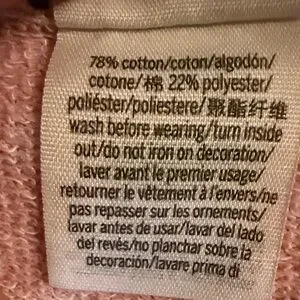 78% cotton/coton/algodón/
cotone/棉 22% polyester/
poliéster/poliestere/聚酯纤维
wash before wearing/turn inside
out/do not iron on decoration/
laver avant le premier usage/
retourner le vêtement à l'envers/ne
pas repasser sur les ornements/
lavar antes de usar/lavar del lado
del revés/no planchar sobre la
decoración/lavare prima di